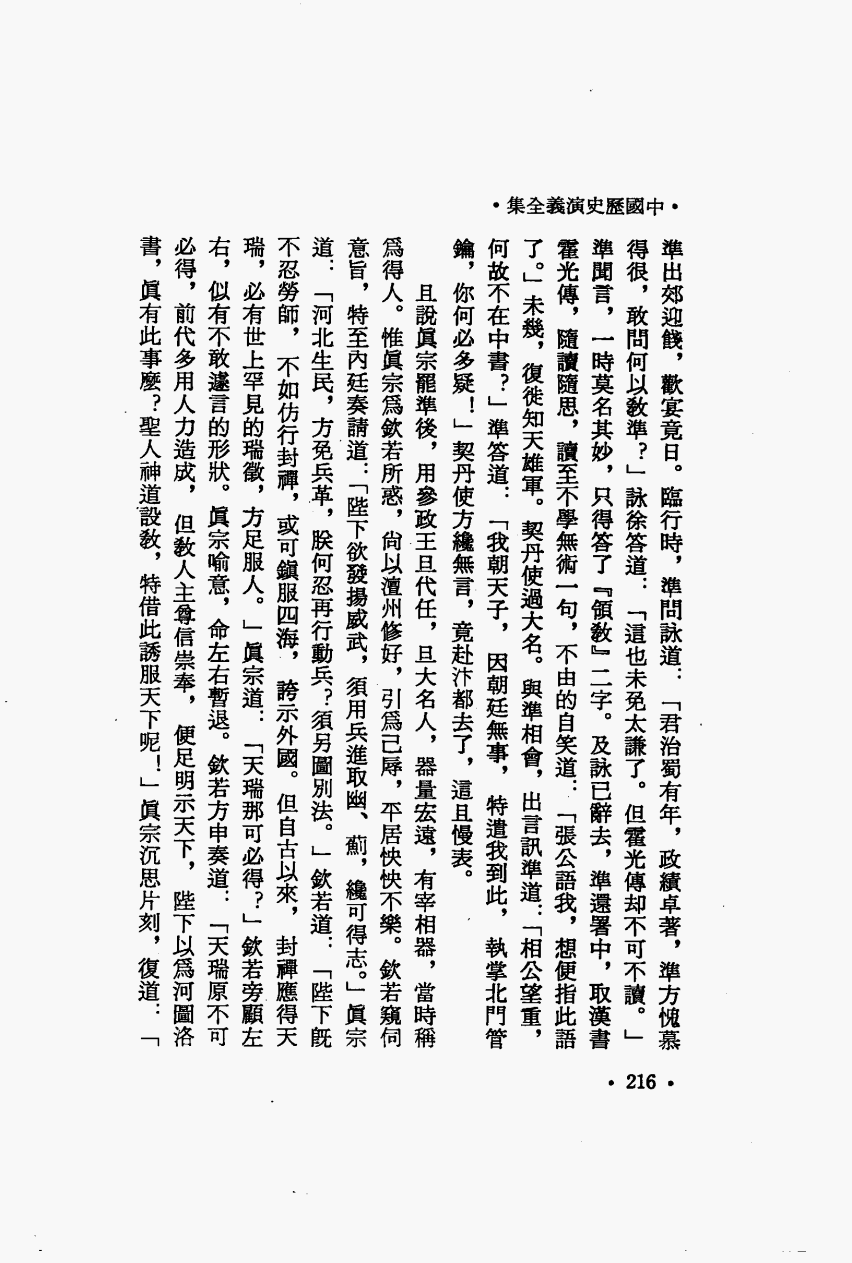 •中國歷史演義全集•
準出郊迎餞，歡宴竟日。臨行時，準問詠道：「君治蜀有年，政績卓著，準方愧慕
得很，敢問何以敎準？」詠徐答道：「這也未免太謙了。但霍光傳却不可不讀。」
準聞言，一時莫名其妙，只得答了『領敎』二字。及詠已辭去，準還署中，取漢書
霍光傳，隨讀隨思，讀至不學無術一句，不由的自笑道：「張公語我，想便指此語
了。」未幾，復徙知天雄軍。契丹使過大名。與準相會，出言訊準道：「相公望重，
何故不在中書？」準答道：「我朝天子，因朝廷無事，特遣我到此，執掌北門管
鑰，你何必多疑！」契丹使方纔無言，竟赴汴都去了，這且慢表。
且說眞宗罷準後，用參政王旦代任，旦大名人，器量宏遠，有宰相器，當時稱
爲得人。惟眞宗爲欽若所惑，尙以澶州修好，引爲己辱，平居怏怏不樂。欽若窺伺
意旨，特至內廷奏請道：「陛下欲發揚威武，須用兵進取幽、薊，纔可得志。」眞宗
道：「河北生民，方免兵革，朕何忍再行動兵？須另圖別法。」欽若道：「陛下既
不忍勞師，不如仿行封禪，或可鎭服四海，誇示外國。但自古以來，封禪應得天
瑞，必有世上罕見的瑞徵，方足服人。」眞宗道：「天瑞那可必得？」欽若旁顧左
右，似有不敢遽言的形狀。眞宗喻意，命左右暫退。欽若方申奏道：「天瑞原不可
必得，前代多用人力造成，但敎人主尊信崇奉，便足明示天下，陛下以爲河圖洛
書，眞有此事麼？聖人神道設敎，特借此誘服天下呢！」眞宗沉思片刻，復道：「
•216•